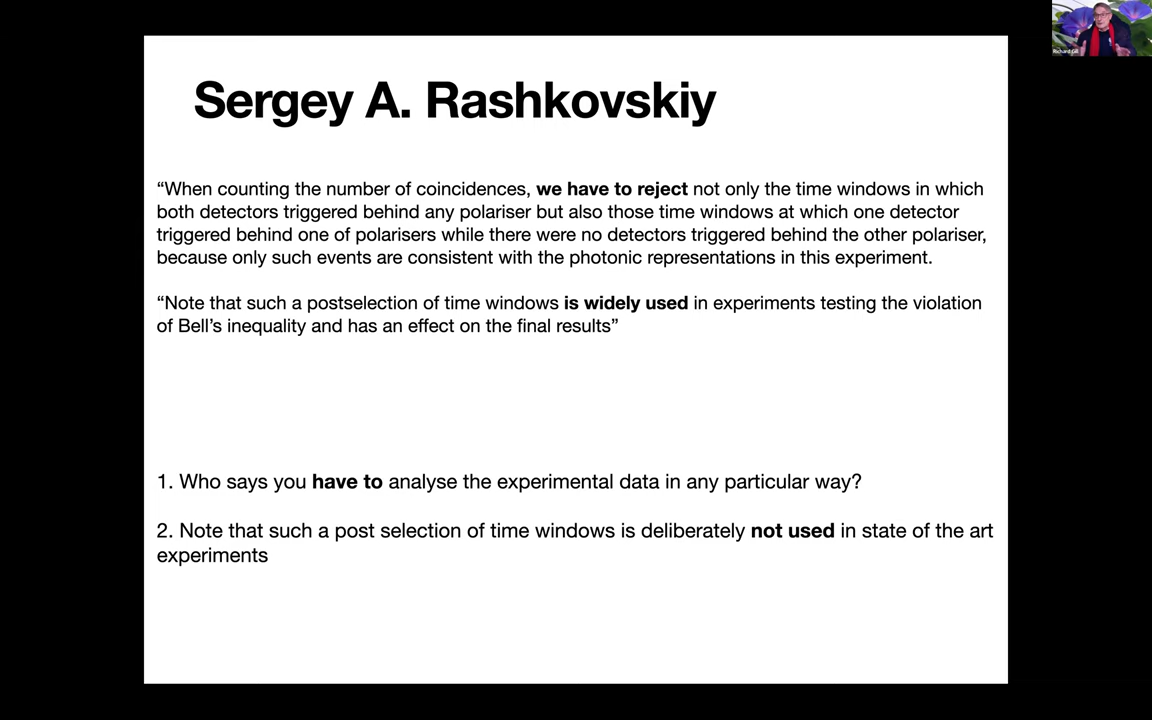 Sergey A. Rashkovskiy
“When counting the number of coincidences, we have to reject not only the time windows in which
both detectors triggered behind any polariser but also those time windows at which one detector
triggered behind one of polarisers while there were no detectors triggered behind the other polariser,
because only such events are consistent with the photonic representations in this experiment.
“Note that such a postselection of time windows is widely used in experiments testing the violation
of Bell’s inequality and has an effect on the final results”
1. Who says you have to analyse the experimental data in any particular way?
2. Note that such a post selection of time windows is deliberately not used in state of the art
experiments
Richard Gill